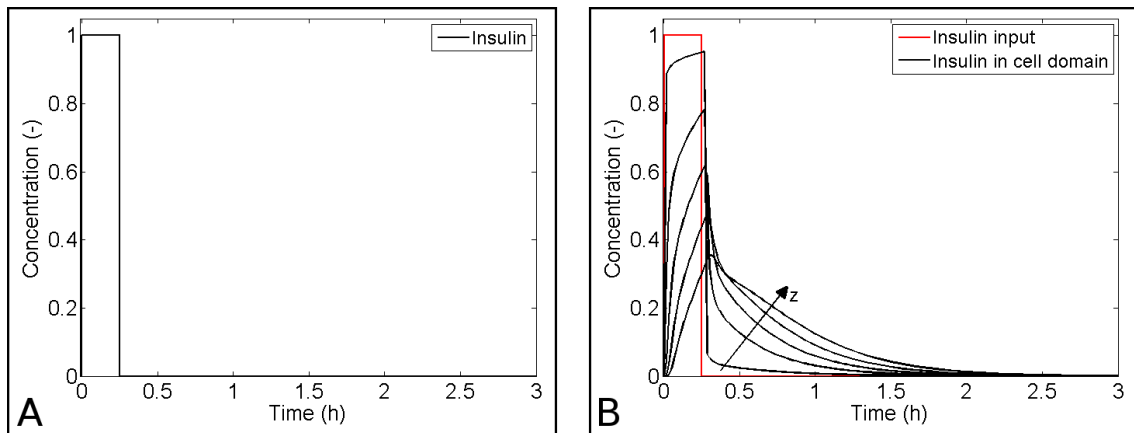 Insulin
1
0.8
0.6
0.4
0.2
0
Concentration (-)
0 0.5 1 1.5 2 2.5 3
Time (h)
A
Insulin input
Insulin in cell domain
1
0.8
0.6
0.4
0.2
0
Concentration (-)
z
0 0.5 1 1.5 2 2.5 3
Time (h)
B